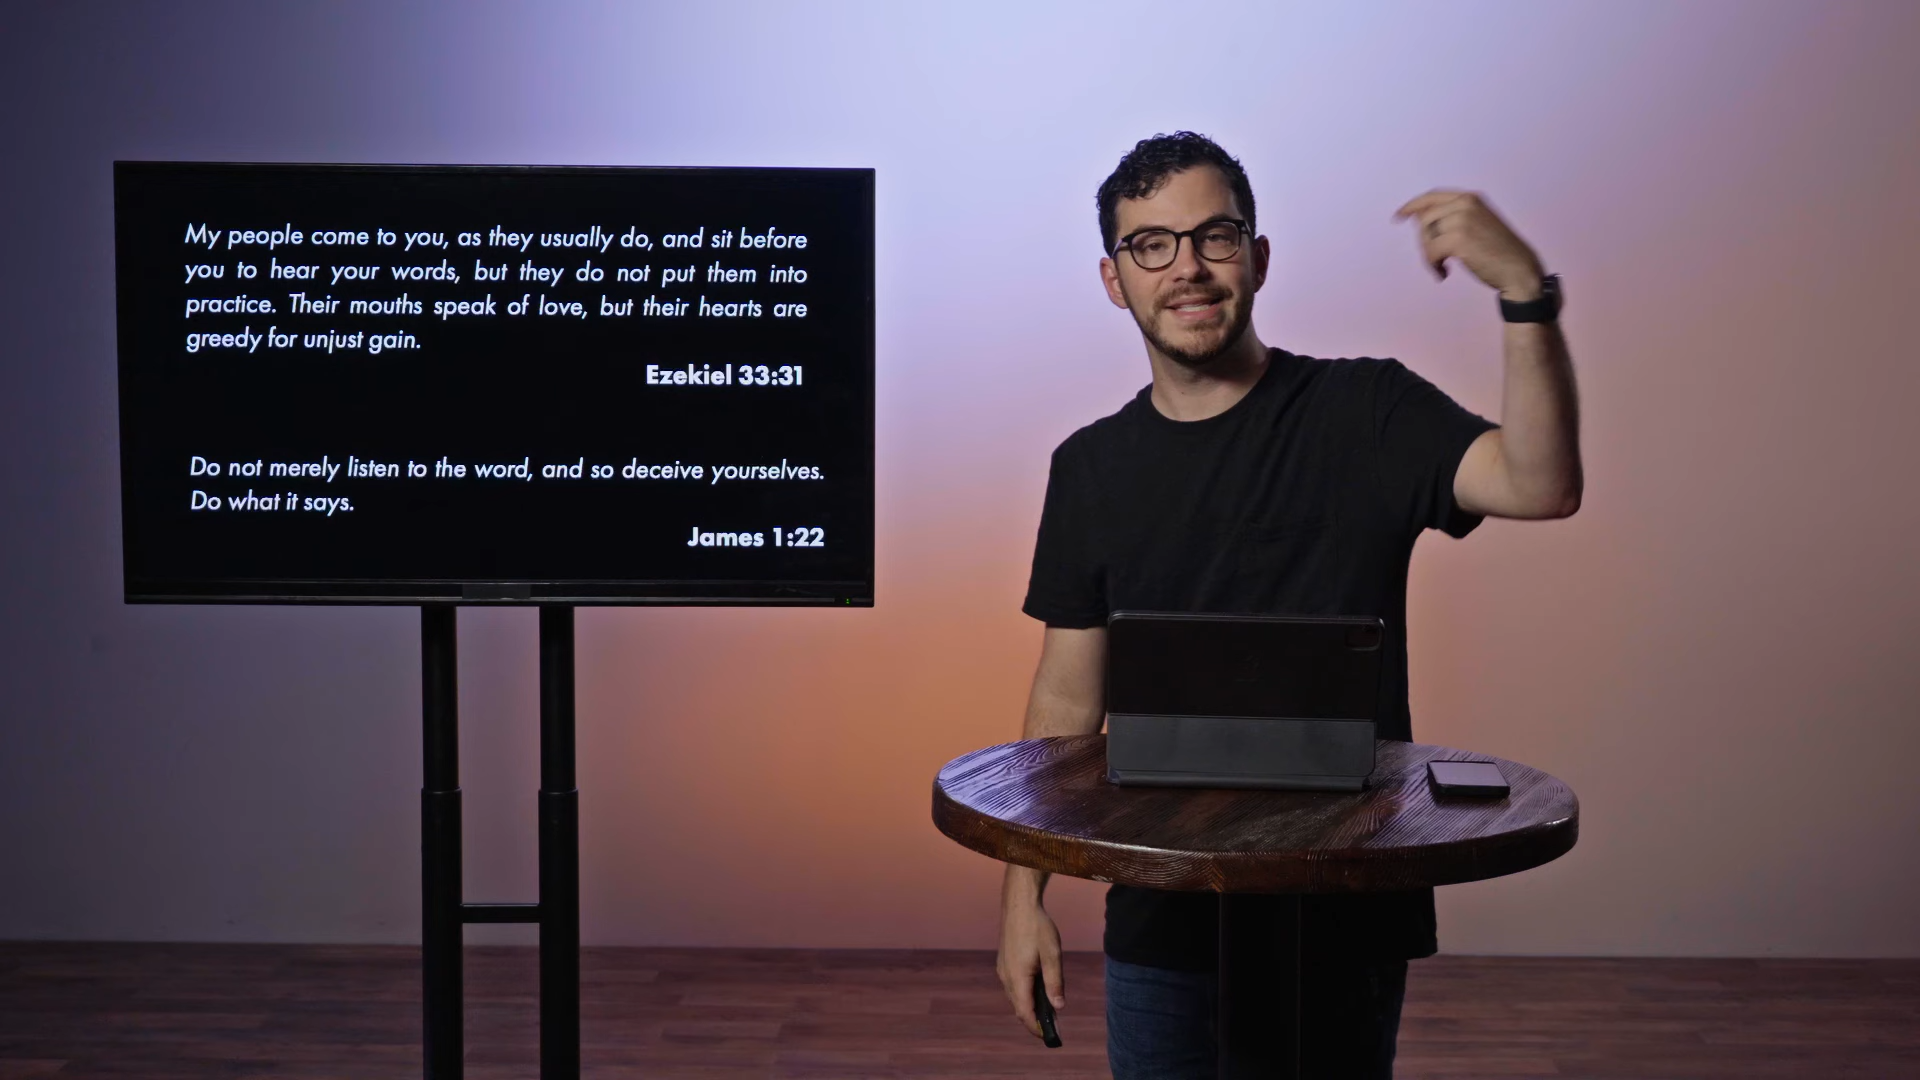 My people come to you, as they usually do, and sit before
you to hear your words, but they do not put them into
practice. Their mouths speak of love, but their hearts are
greedy for unjust gain.
Ezekiel 33:31
Do not merely listen to the word, and so deceive yourselves.
Do what it says.
James 1:22